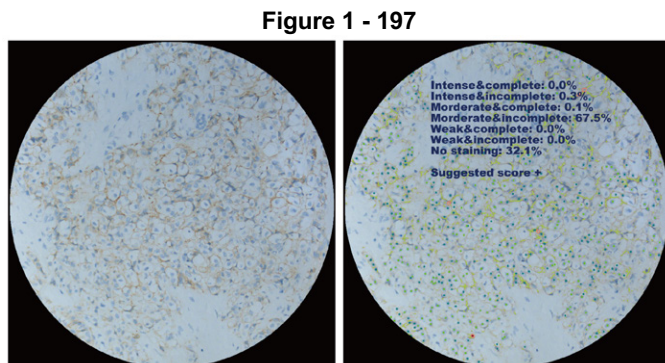 Figure 1 - 197
Intense&complete: 0.0%
Intense&incomplete: 0.3%
Morderate&complete: 0.1%
Morderate&incomplete: 67.5%
Weak&complete: 0.0%
Weak&incomplete: 0.0%
No staining: 32.1%
Suggested score +